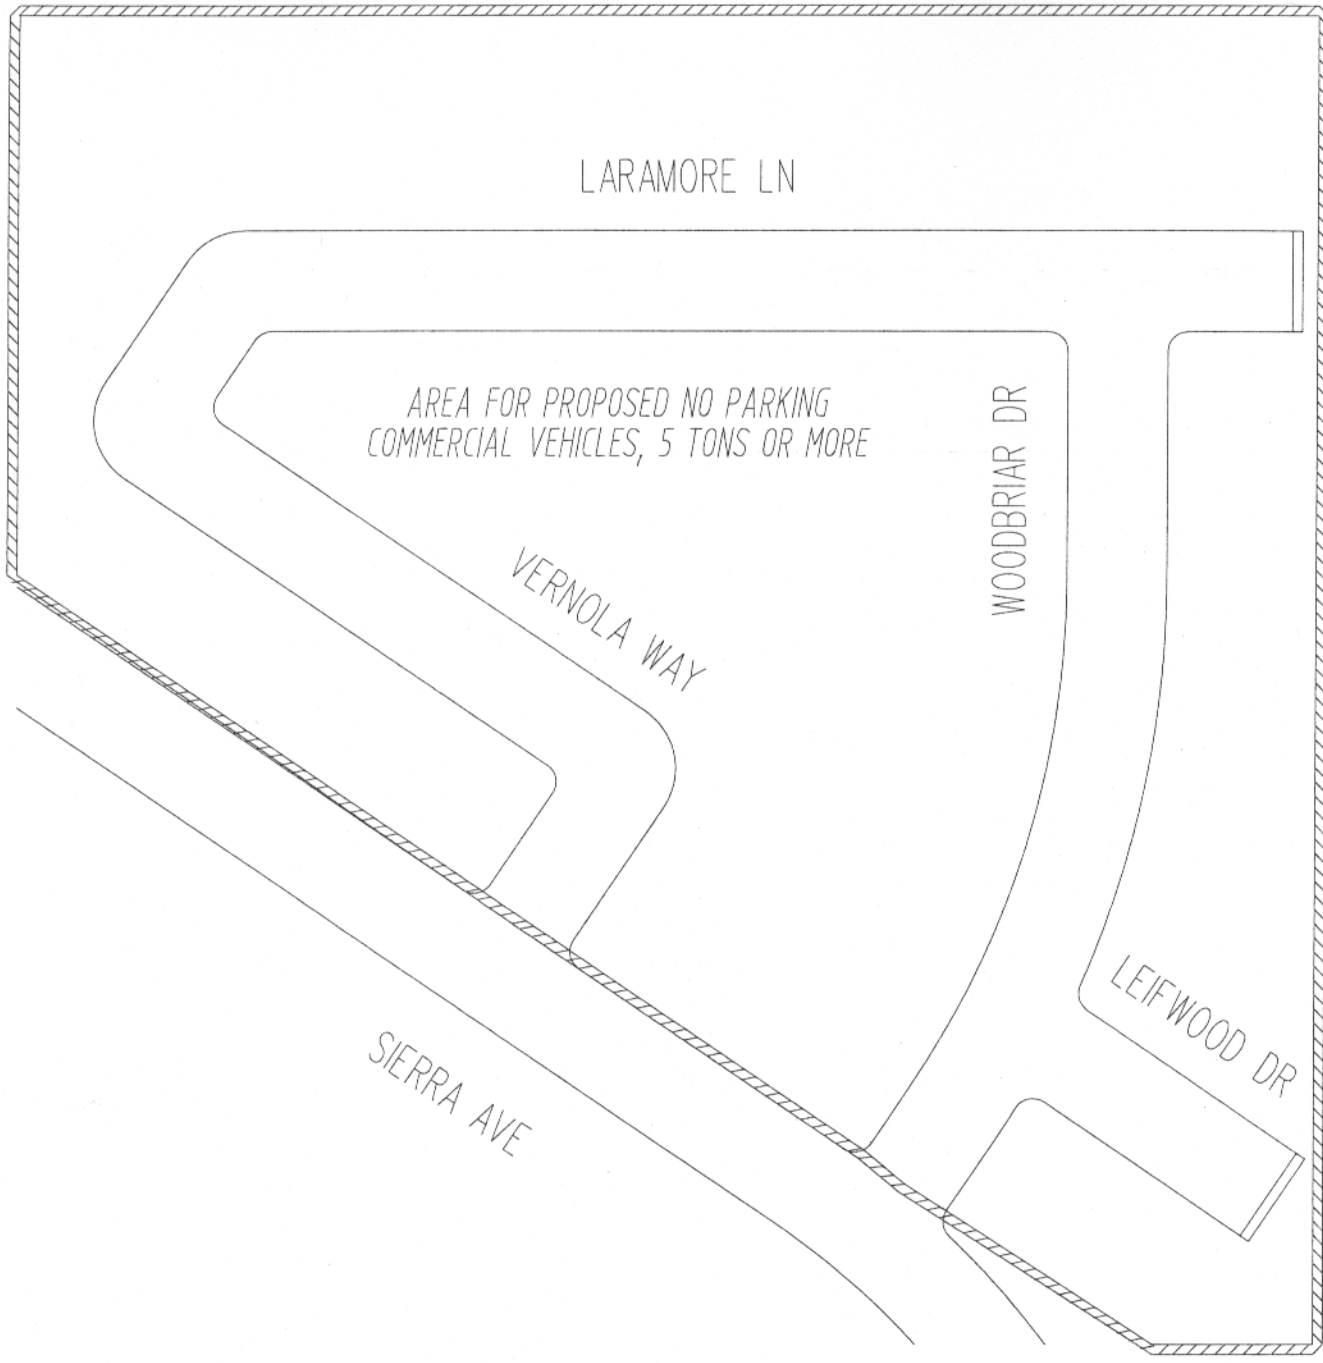 LARAMORE LN
AREA FOR PROPOSED NO PARKING
COMMERCIAL VEHICLES, 5 TONS OR MORE
WOODBRIAR DR
VERNOLA WAY
LEIFWOOD DR
SIERRA AVE